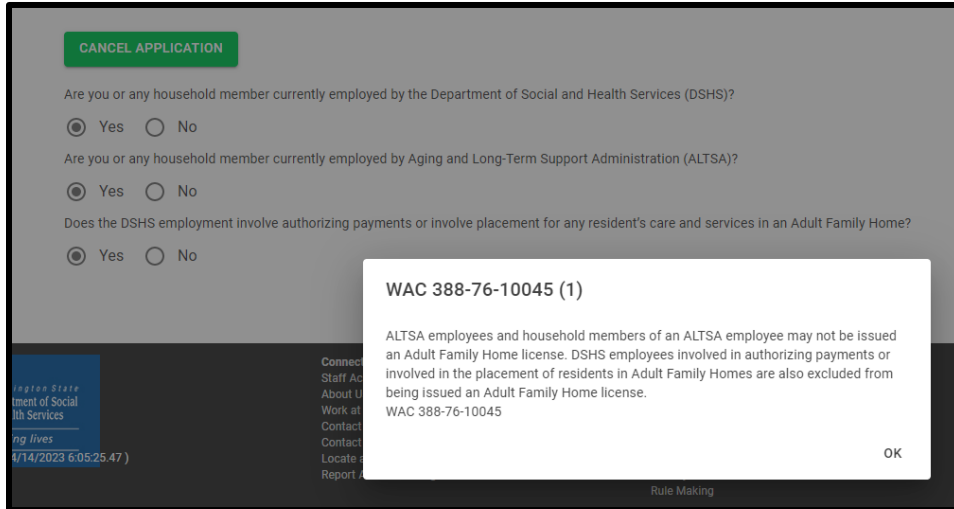 CANCEL APPLICATION
Are you or any household member currently employed by the Department of Social and Health Services (DSHS)?
Yes No
Are you or any household member currently employed by Aging and Long-Term Support Administration (ALTSA)?
Yes No
Does the DSHS employment involve authorizing payments or involve placement for any resident's care and services in an Adult Family Home?
Yes No
WAC 388-76-10045 (1)
ALTSA employees and household members of an ALTSA employee may not be issued
an Adult Family Home license. DSHS employees involved in authorizing payments or
involved in the placement of residents in Adult Family Homes are also excluded from
being issued an Adult Family Home license.
WAC 388-76-10045
OK
ington State
tment of Social
lth Services
ng lives
4/14/2023 6:05:25.47 )
Connect
Staff Ac
About U
Work at
Contact
Contact
Locate a
Report A
Rule Making